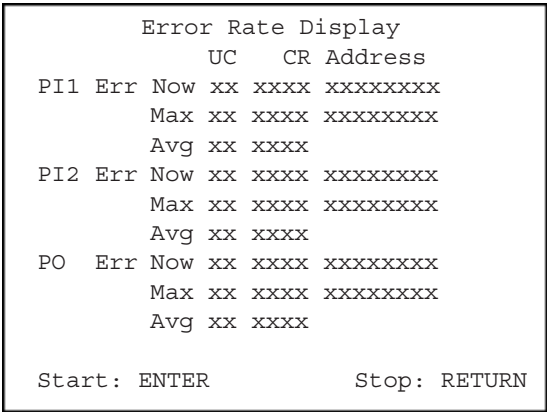 Error Rate Display
UC CR Address
PI1 Err Now xx xxxx xxxxxxxx
Max xx xxxx xxxxxxxx
Avg xx xxxx
PI2 Err Now xx xxxx xxxxxxxx
Max xx xxxx xxxxxxxx
Avg xx xxxx
PO Err Now xx xxxx xxxxxxxx
Max xx xxxx xxxxxxxx
Avg xx xxxx
Start: ENTER Stop: RETURN